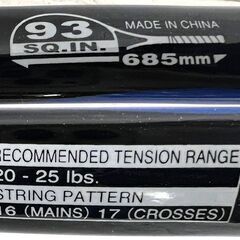 93
SQ.IN.
MADE IN CHINA
685mm
RECOMMENDED TENSION RANGE
20 - 25 lbs.
STRING PATTERN
16 (MAINS) 17 (CROSSES)